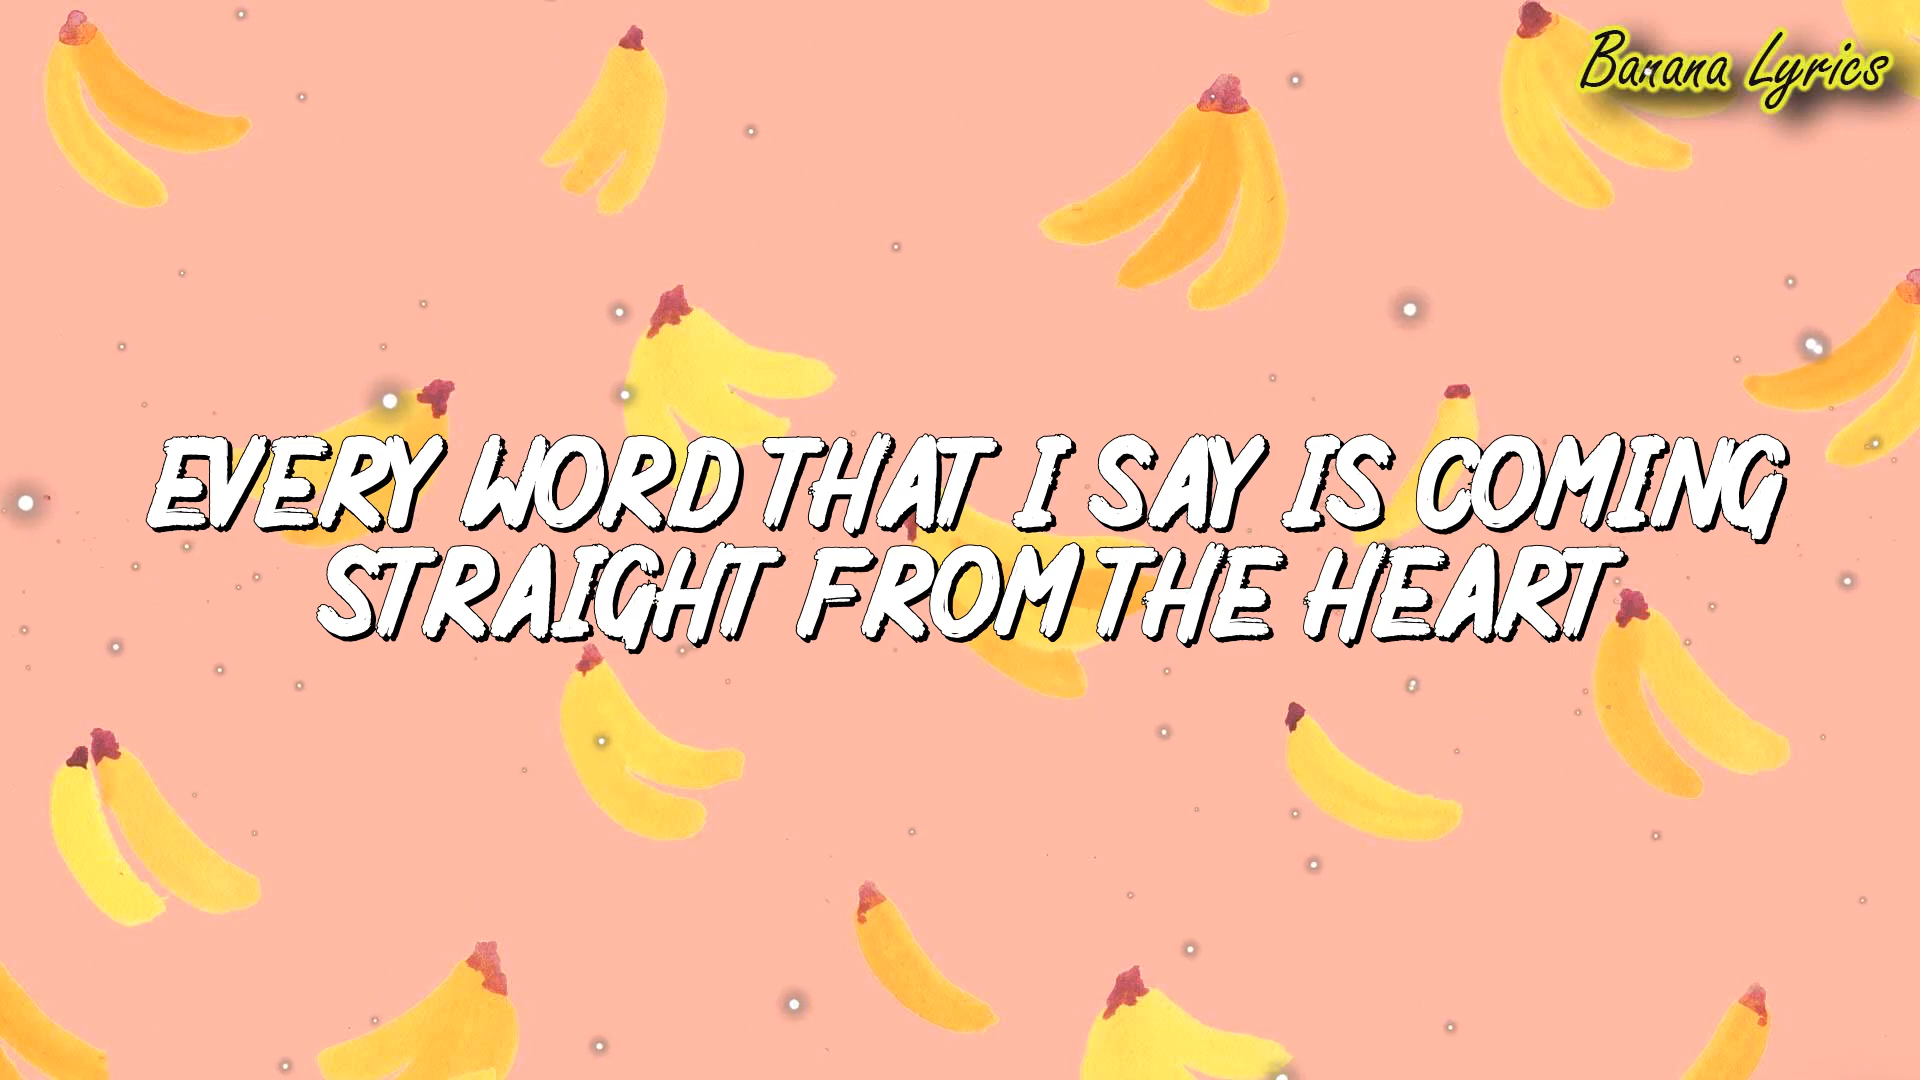 Banana Lyrics
EVERY WORD THAT I SAY IS COMING
STRAIGHT FROM THE HEART